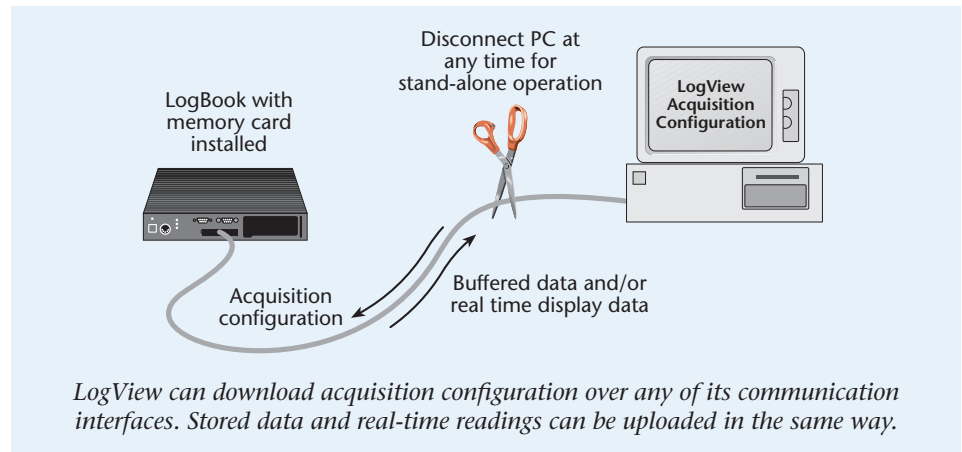 Disconnect PC at
any time for
stand-alone operation
LogBook with
memory card
installed
LogView
Acquisition
Configuration
Acquisition
configuration
Buffered data and/or
real time display data
LogView can download acquisition configuration over any of its communication
interfaces. Stored data and real-time readings can be uploaded in the same way.